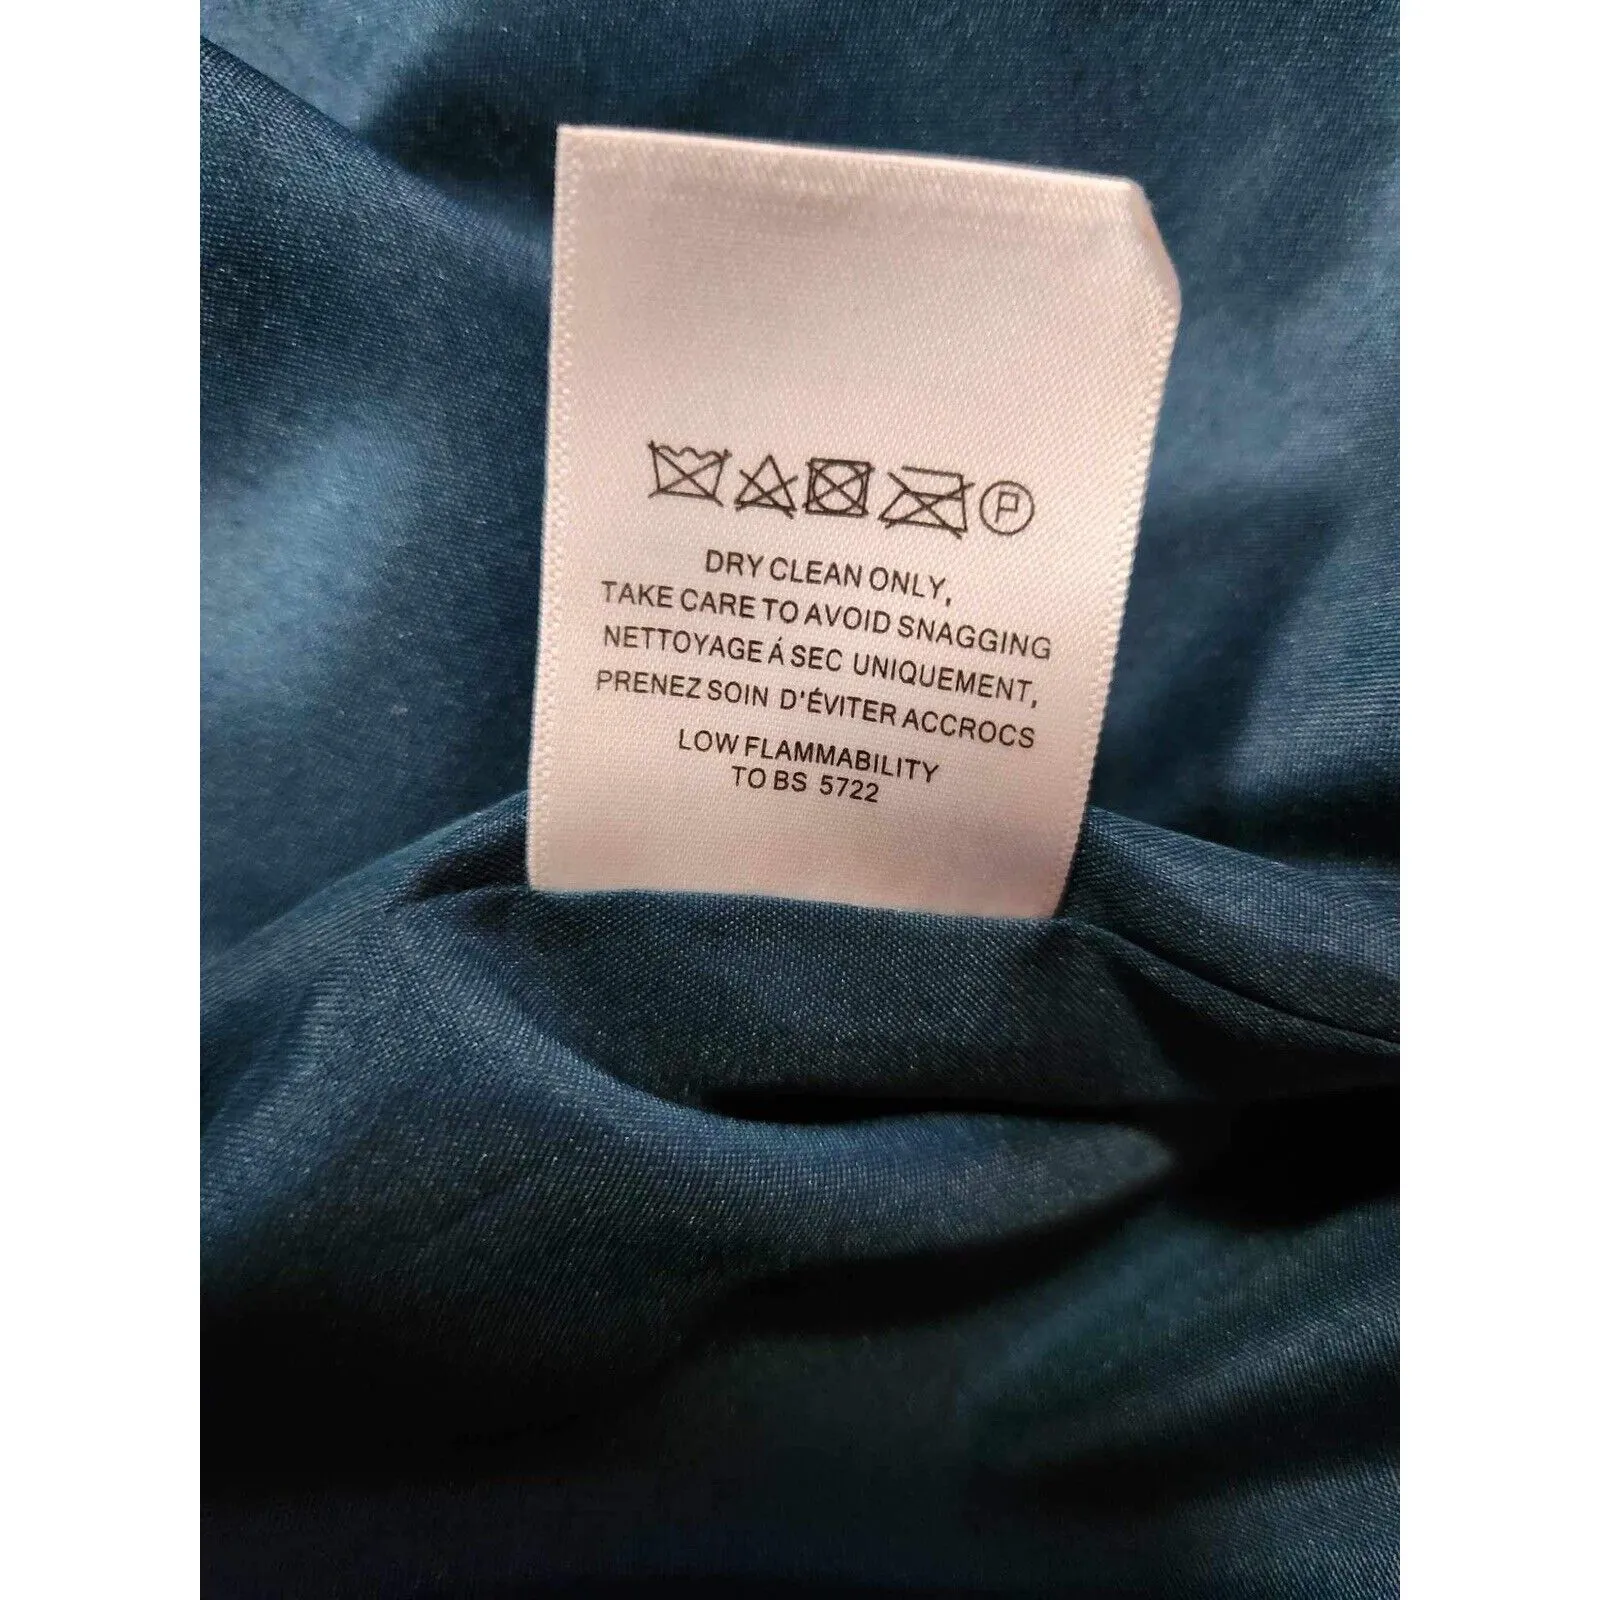 P
DRY CLEAN ONLY,
TAKE CARE TO AVOID SNAGGING
NETTOYAGE Á SEC UNIQUEMENT,
PRENEZ SOIN D'ÉVITER ACCROCS
LOW FLAMMABILITY
TO BS 5722